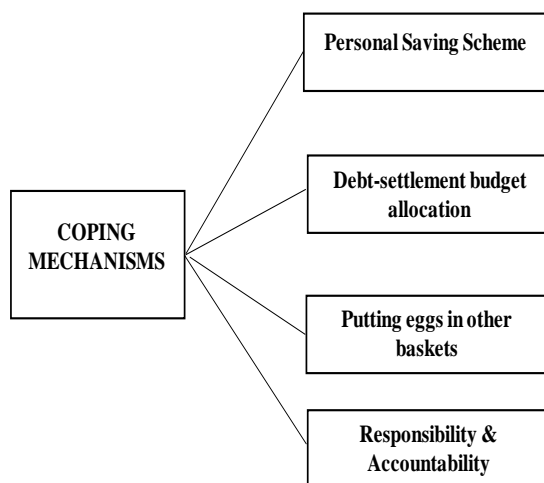 Personal Saving Scheme
Debt-settlement budget
allocation
COPING
MECHANISMS
Putting eggs in other
baskets
Responsibility &
Accountability